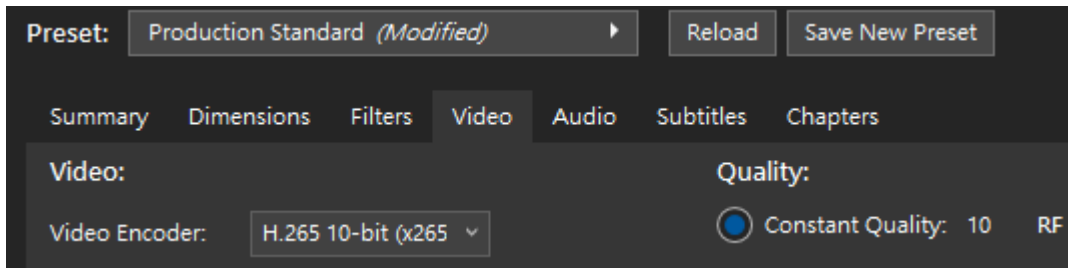 Preset: Production Standard (Modified) Reload Save New Preset
Summary Dimensions Filters Video Audio Subtitles Chapters
Video: Quality:
Video Encoder: H.265 10-bit (x265 Constant Quality: 10 RF